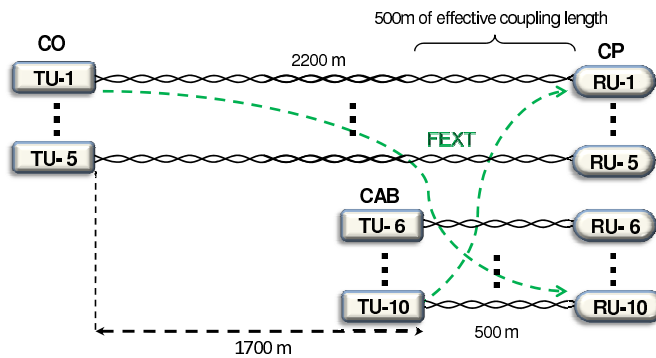 500m of effective coupling length
CO
CP
2200 m
TU-1
RU-1
FEXT
TU- 5
RU- 5
CAB
TU- 6
RU- 6
TU-10
RU-10
500 m
1700 m